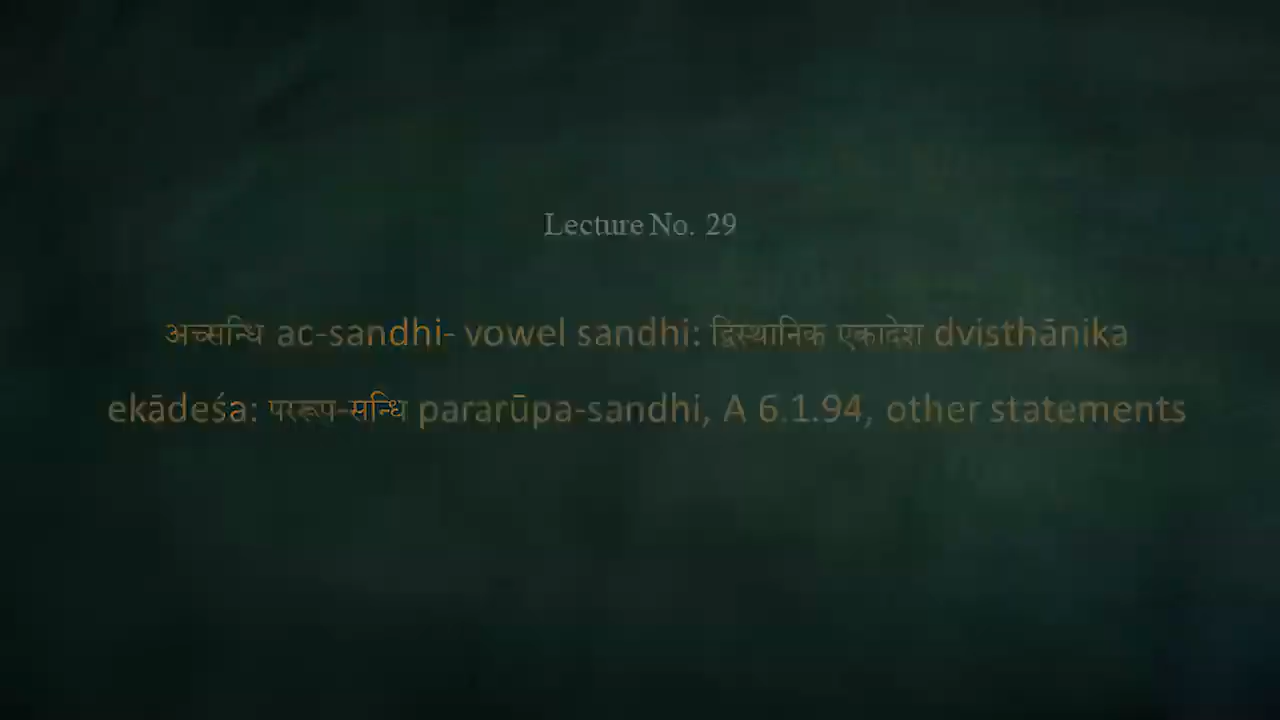 Lecture No. 29
अच्सन्धि ac-sandhi- vowel sandhi: द्विस्थानिक एकादेश dvisthānika
ekādeśa: पररूप-सन्धि pararūpa-sandhi, A 6.1.94, other statements